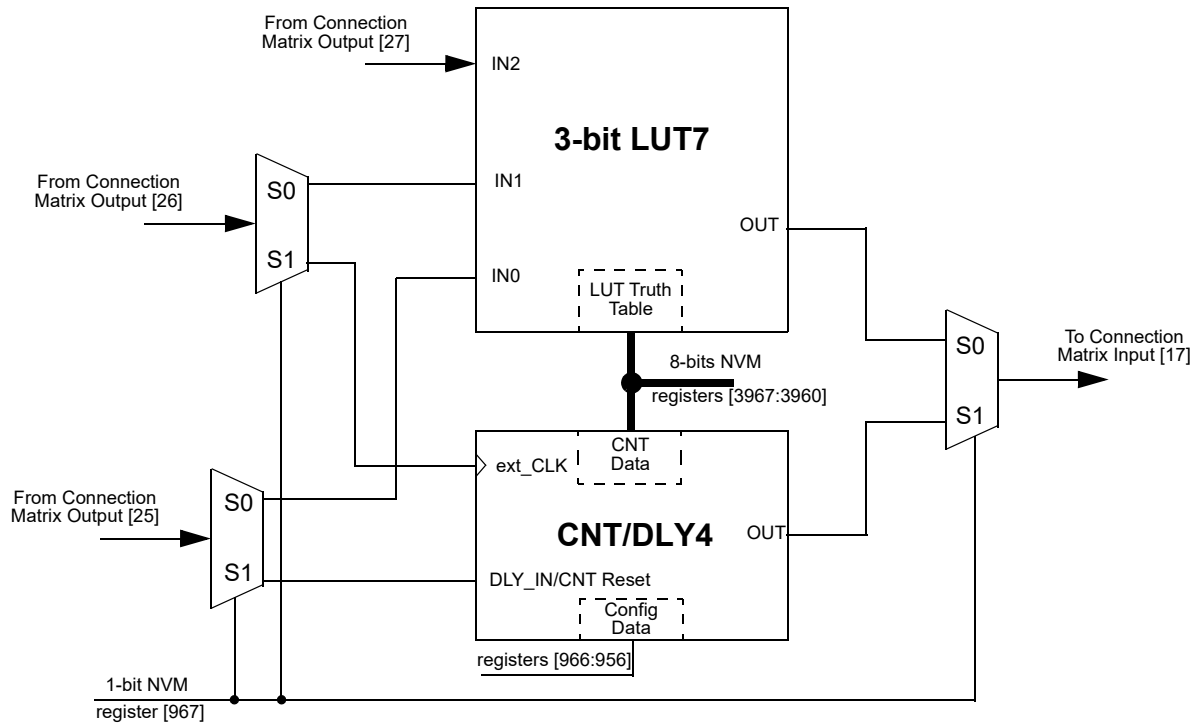 From Connection
Matrix Output [27]
IN2
3-bit LUT7
From Connection
Matrix Output [26]
S0
S1
IN1
IN0
OUT
LUT Truth
Table
8-bits NVM
registers [3967:3960]
S0
S1
To Connection
Matrix Input [17]
CNT
Data
ext_CLK
From Connection
Matrix Output [25]
S0
S1
CNT/DLY4
OUT
DLY_IN/CNT Reset
Config
Data
registers [966:956]
1-bit NVM
register [967]